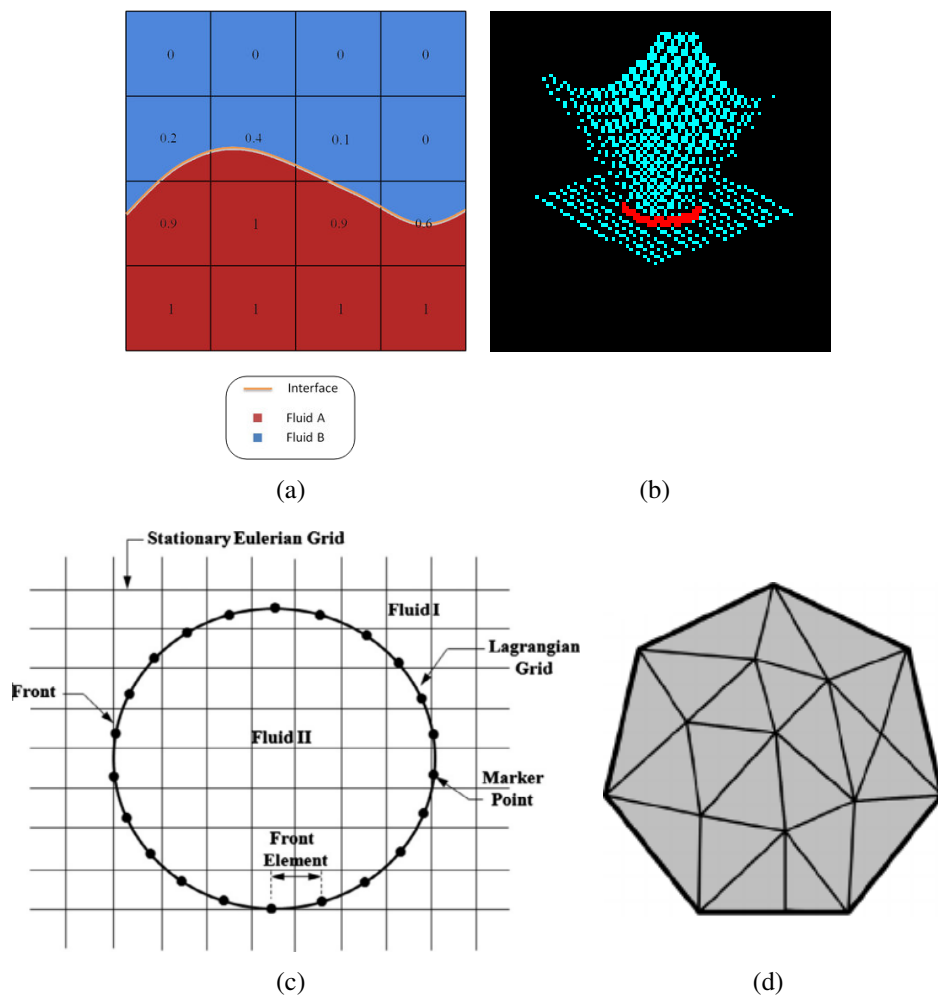 0 0 0 0
0.2 0.4 0.1 0
0.9 1 0.9 0.6
1 1 1 1
Interface
Fluid A
Fluid B
(a)
(b)
Stationary Eulerian Grid
Fluid I
Lagrangian
Grid
Front
Fluid II
Marker
Point
Front
Element
(c)
(d)